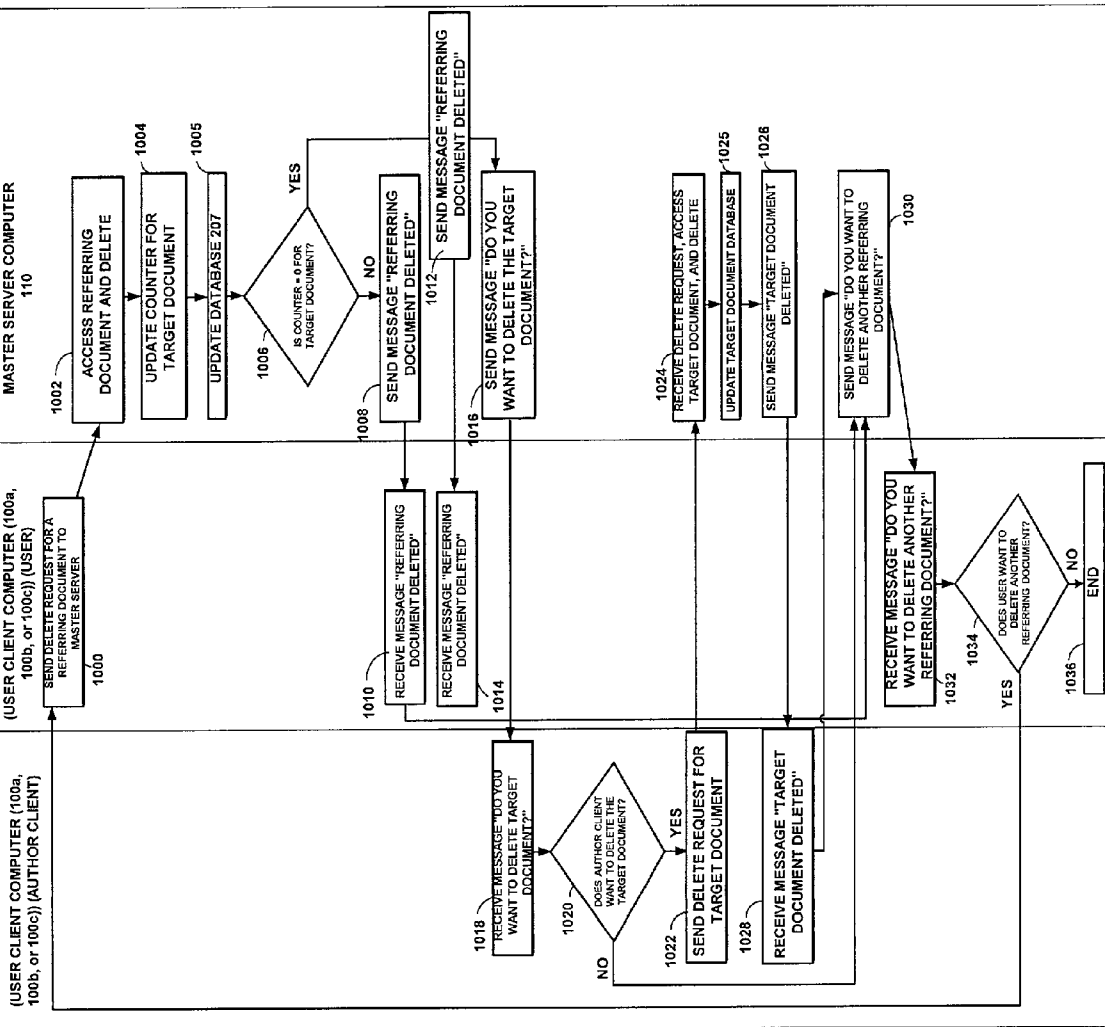 (USER CLIENT COMPUTER (100a,
100b, or 100c)) (AUTHOR CLIENT)
(USER CLIENT COMPUTER (100a,
100b, or 100c)) (USER)
MASTER SERVER COMPUTER
110
SEND DELETE REQUEST FOR A
REFERRING DOCUMENT TO
MASTER SERVER
1000
1002
ACCESS REFERRING
DOCUMENT AND DELETE
1004
UPDATE COUNTER FOR
TARGET DOCUMENT
1005
UPDATE DATABASE 207
1006
IS COUNTER = 0 FOR
TARGET DOCUMENT?
YES
NO
1008
SEND MESSAGE "REFERRING
DOCUMENT DELETED"
1010
RECEIVE MESSAGE "REFERRING
DOCUMENT DELETED"
1012
SEND MESSAGE "REFERRING
DOCUMENT DELETED"
RECEIVE MESSAGE "REFERRING
DOCUMENT DELETED"
1014
1016
SEND MESSAGE "DO YOU
WANT TO DELETE THE TARGET
DOCUMENT?"
1018
RECEIVE MESSAGE "DO YOU
WANT TO DELETE TARGET
DOCUMENT?"
1020
DOES AUTHOR CLIENT
WANT TO DELETE THE
TARGET DOCUMENT?
NO
YES
1022
SEND DELETE REQUEST FOR
TARGET DOCUMENT
1024
RECEIVE DELETE REQUEST, ACCESS
TARGET DOCUMENT, AND DELETE
1025
UPDATE TARGET DOCUMENT DATABASE
1026
SEND MESSAGE "TARGET DOCUMENT
DELETED"
1028
RECEIVE MESSAGE "TARGET
DOCUMENT DELETED"
SEND MESSAGE "DO YOU WANT TO
DELETE ANOTHER REFERRING
DOCUMENT?"
1030
RECEIVE MESSAGE "DO YOU
WANT TO DELETE ANOTHER
REFERRING DOCUMENT?"
1032
1034
DOES USER WANT TO
DELETE ANOTHER
REFERRING DOCUMENT?
YES
NO
1036
END